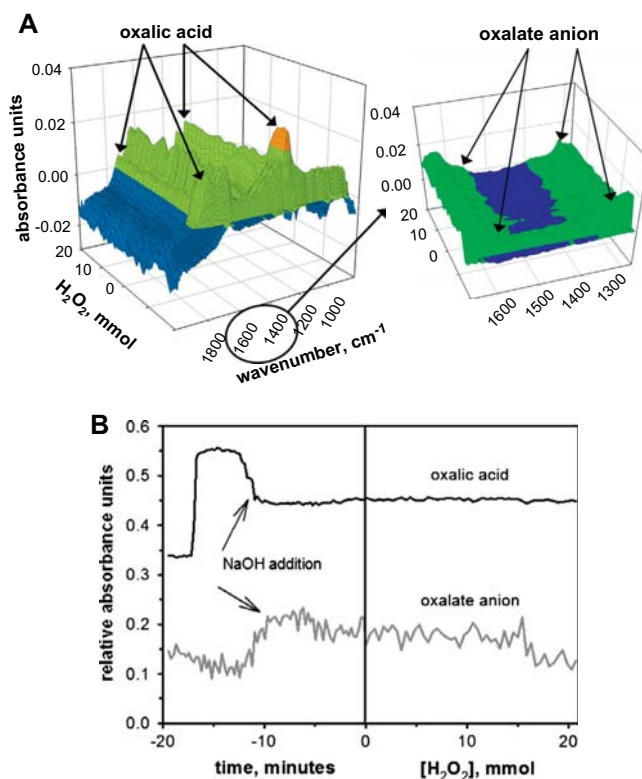 A
oxalic acid
oxalate anion
absorbance units
0.04
0.02
0.00
-0.02
20
10
0
H₂O₂, mmol
1800
1600
1400
1200
1000
wavenumber, cm⁻¹
0.04
0.02
0.00
20
10
0
1600
1500
1400
1300
B
relative absorbance units
0.6
0.5
0.4
0.3
0.2
0.1
0.0
oxalic acid
NaOH addition
oxalate anion
-20 -10 0 10 20
time, minutes [H₂O₂], mmol